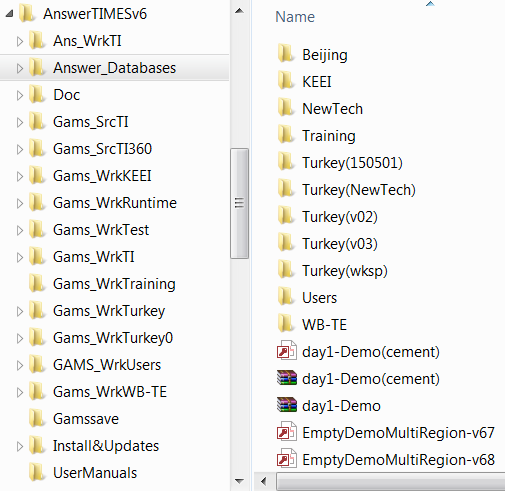 AnswerTIMESv6
Ans_WrkTI
Answer_Databases
Doc
Gams_SrcTI
Gams_SrcTI360
Gams_WrkKEEI
Gams_WrkRuntime
Gams_WrkTest
Gams_WrkTI
Gams_WrkTraining
Gams_WrkTurkey
Gams_WrkTurkey0
GAMS_WrkUsers
Gams_WrkWB-TE
Gamssave
Install&Updates
UserManuals
Name
Beijing
KEEI
NewTech
Training
Turkey(150501)
Turkey(NewTech)
Turkey(v02)
Turkey(v03)
Turkey(wksp)
Users
WB-TE
day1-Demo(cement)
day1-Demo(cement)
day1-Demo
EmptyDemoMultiRegion-v67
EmptyDemoMultiRegion-v68